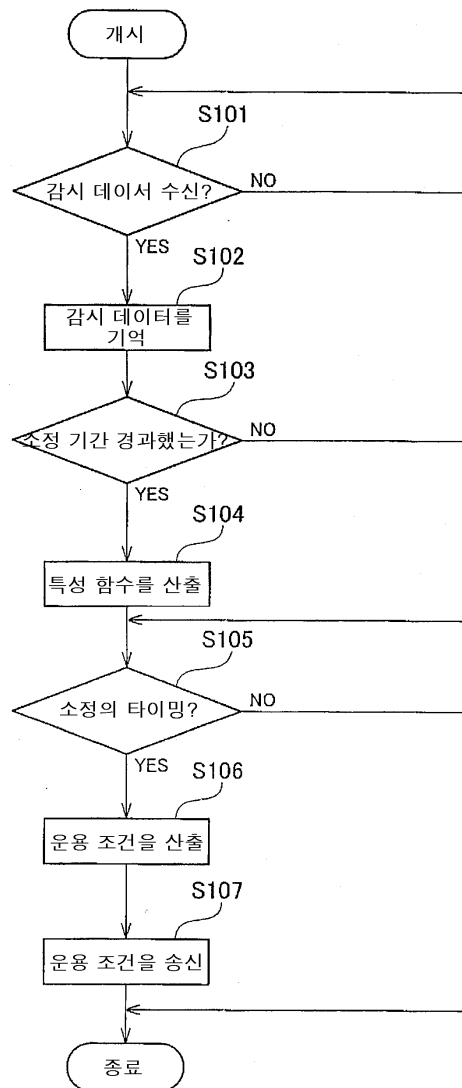 개시
S101
감시 데이서 수신?
NO
YES
S102
감시 데이터를
기억
S103
소정 기간 경과했는가?
NO
YES
S104
특성 함수를 산출
S105
소정의 타이밍?
NO
YES
S106
운용 조건을 산출
S107
운용 조건을 송신
종료